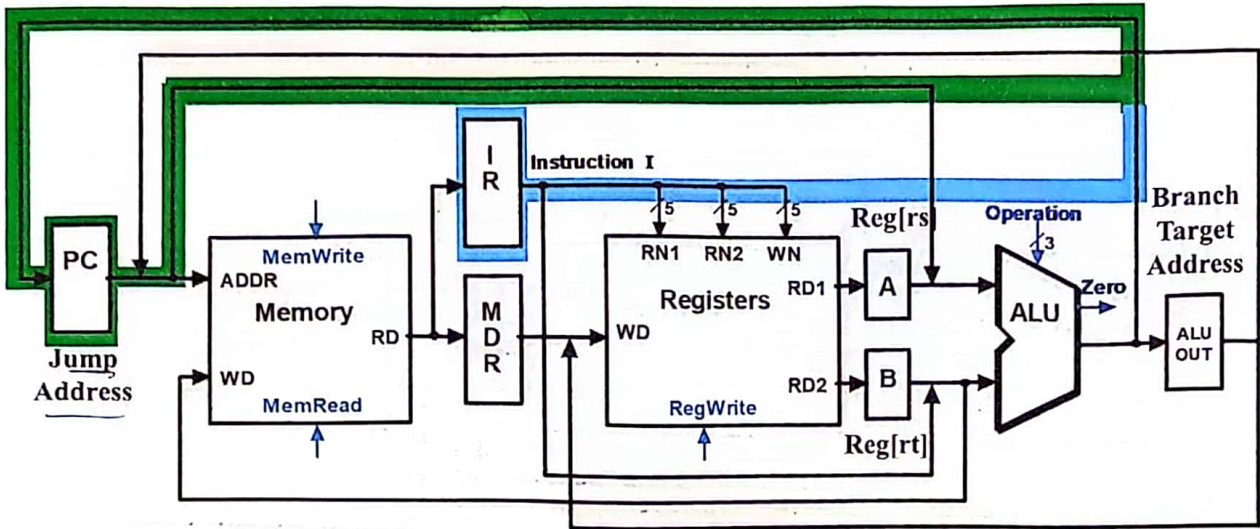 I
R
Instruction I
5
5
5
Reg[rs]
Operation
3
Branch
Target
Address
PC
Jump
Address
MemWrite
ADDR
Memory
RD
WD
MemRead
M
D
R
RN1
RN2
WN
Registers
RD1
WD
RD2
RegWrite
A
B
Reg[rt]
ALU
Zero
ALU
OUT